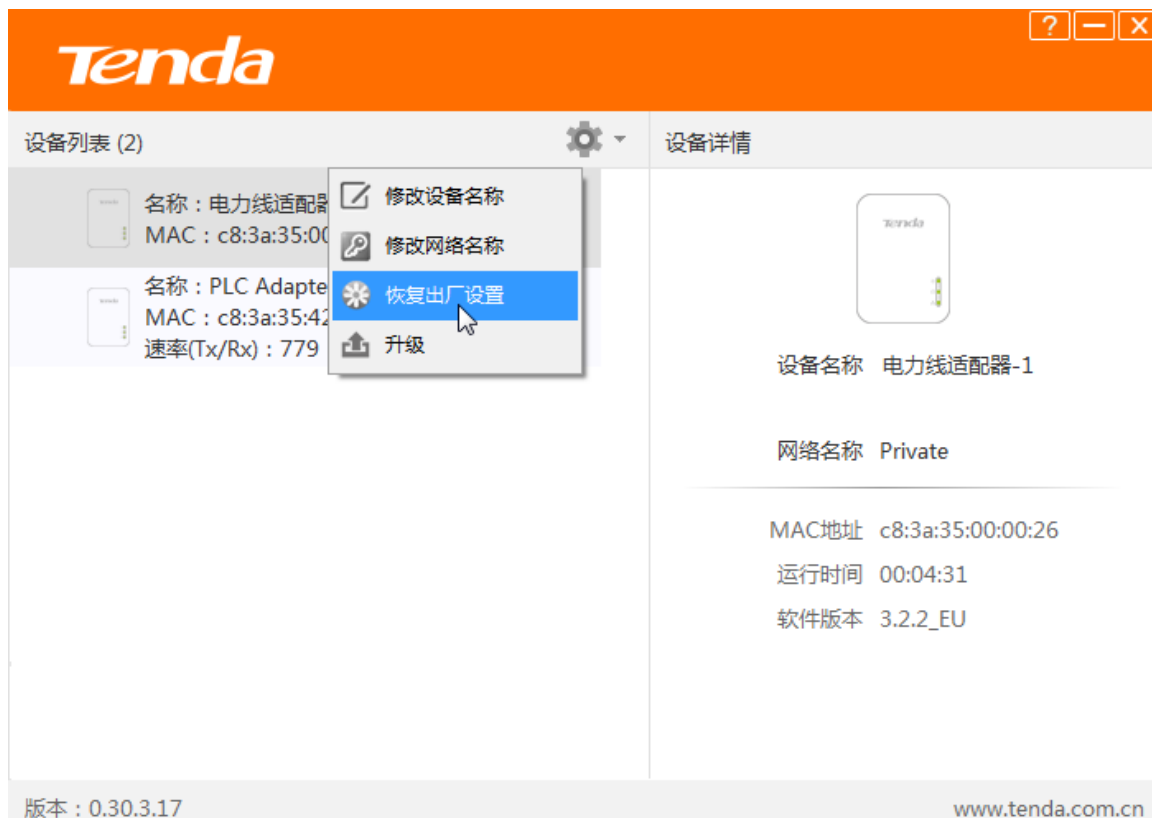 Tenda
设备列表 (2)
设备详情
名称：电力线适配器
MAC：c8:3a:35:00
名称：PLC Adapte
MAC：c8:3a:35:42
速率(Tx/Rx)：779
修改设备名称
修改网络名称
恢复出厂设置
升级
Tenda
设备名称 电力线适配器-1
网络名称 Private
MAC地址 c8:3a:35:00:00:26
运行时间 00:04:31
软件版本 3.2.2_EU
版本：0.30.3.17
www.tenda.com.cn